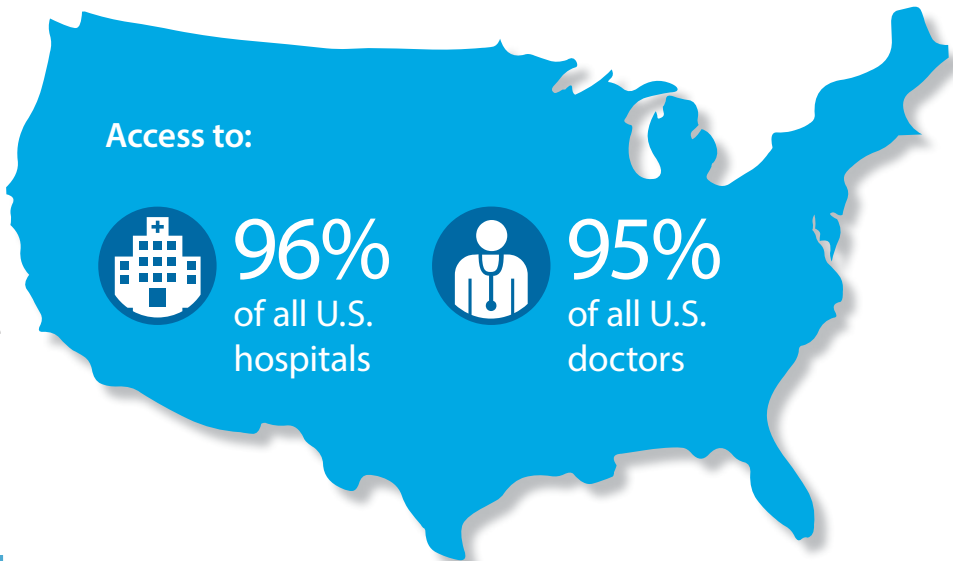 Access to:
96%
of all U.S.
hospitals
95%
of all U.S.
doctors